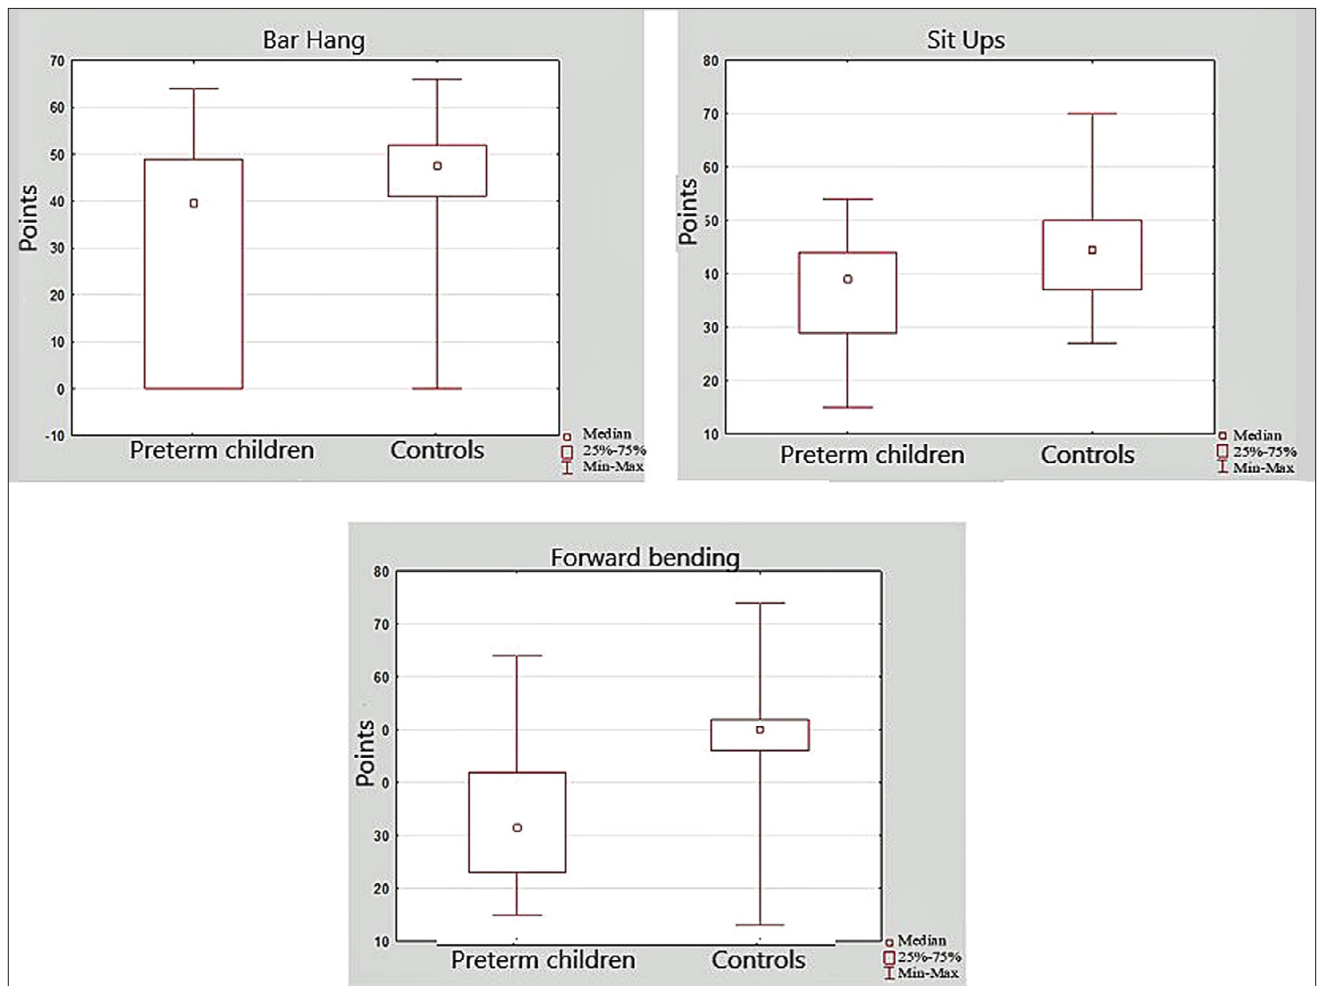 Bar Hang
70
60
50
40
30
20
10
0
-10
Points
Preterm children Controls
Median
25%-75%
Min-Max
Sit Ups
80
70
60
50
40
30
20
10
Points
Preterm children Controls
Median
25%-75%
Min-Max
Forward bending
80
70
60
0
0
30
20
10
Points
Preterm children Controls
Median
25%-75%
Min-Max